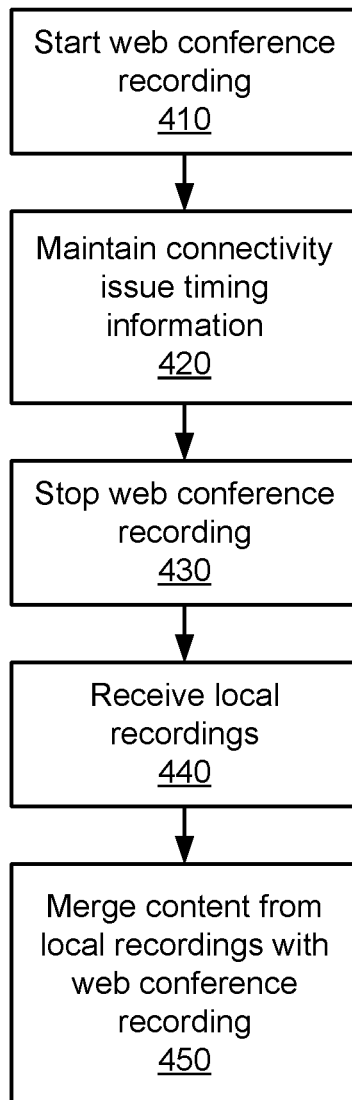 Start web conference
recording
410
Maintain connectivity
issue timing
information
420
Stop web conference
recording
430
Receive local
recordings
440
Merge content from
local recordings with
web conference
recording
450